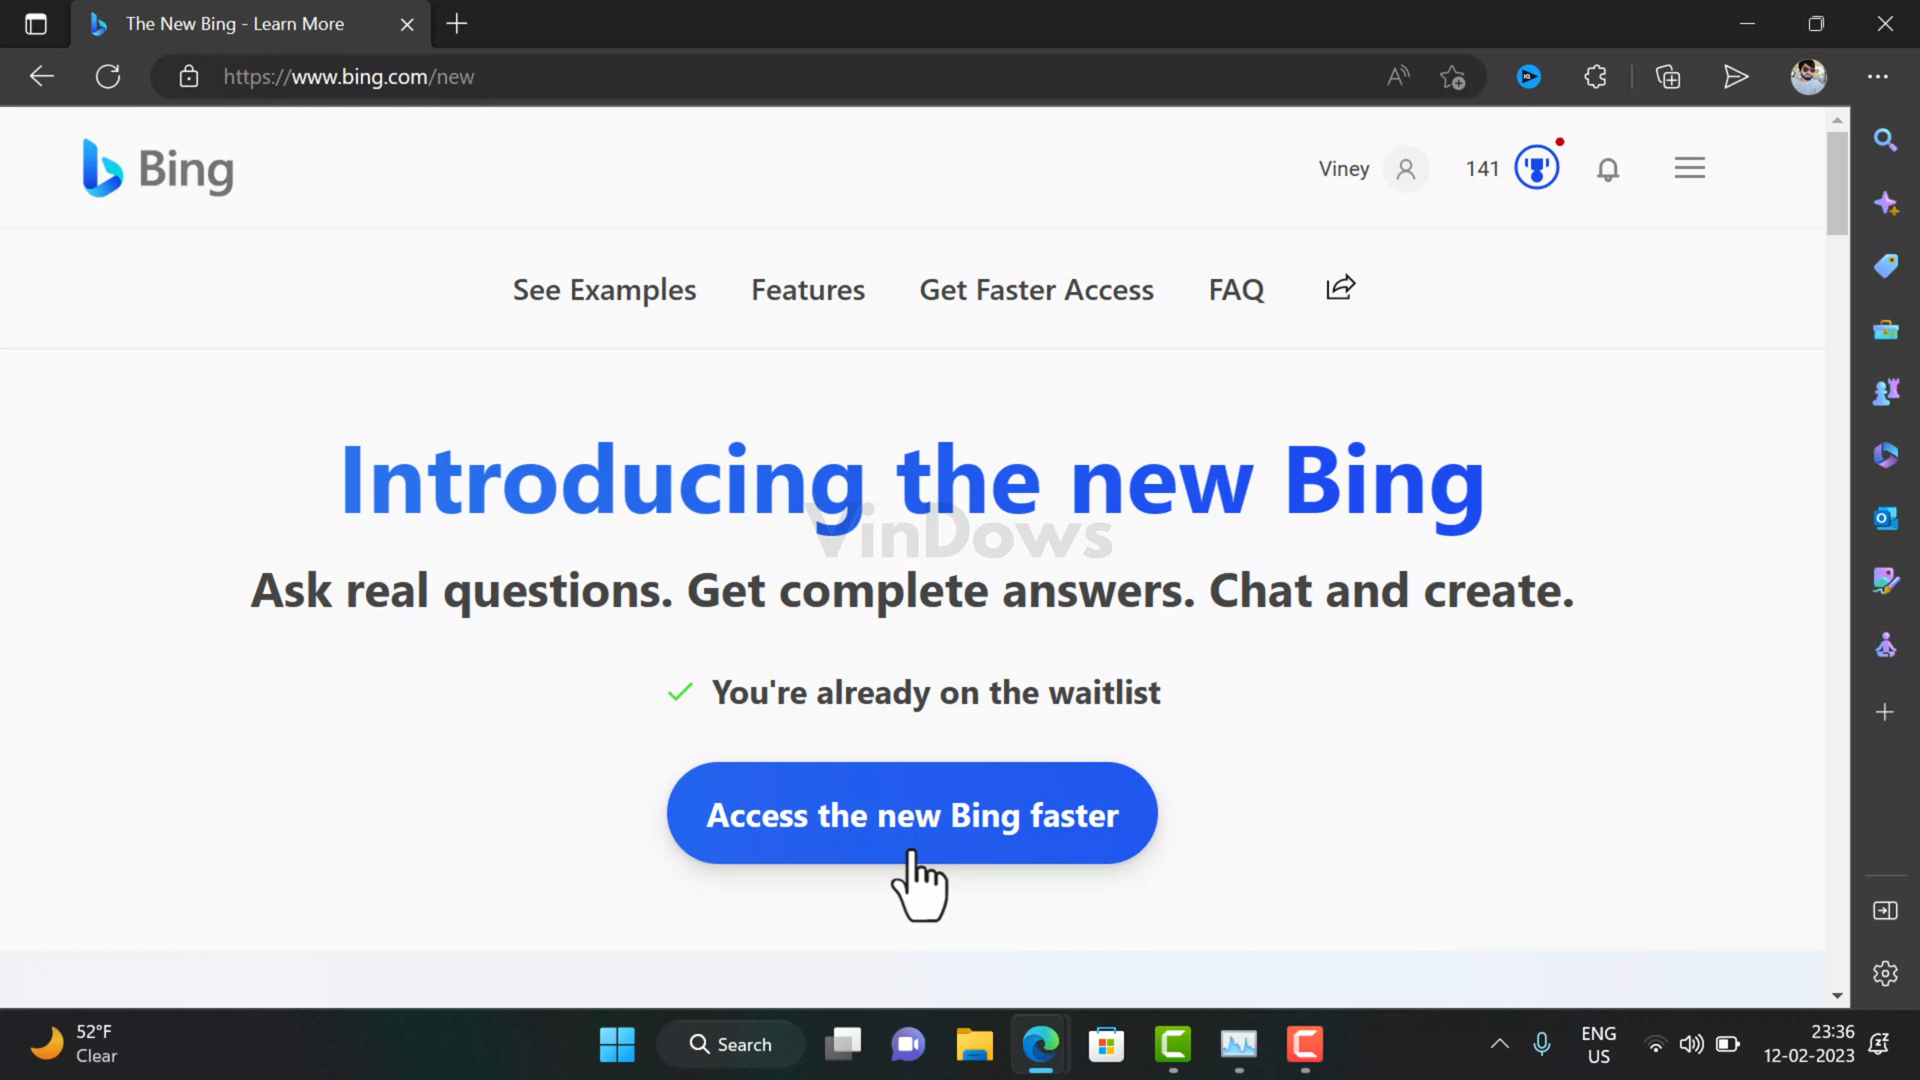 The New Bing - Learn More
https://www.bing.com/new
Bing
Viney
141
See Examples
Features
Get Faster Access
FAQ
Introducing the new Bing
VinDows
Ask real questions. Get complete answers. Chat and create.
You're already on the waitlist
Access the new Bing faster
52°F
Clear
Search
ENG
US
23:36
12-02-2023